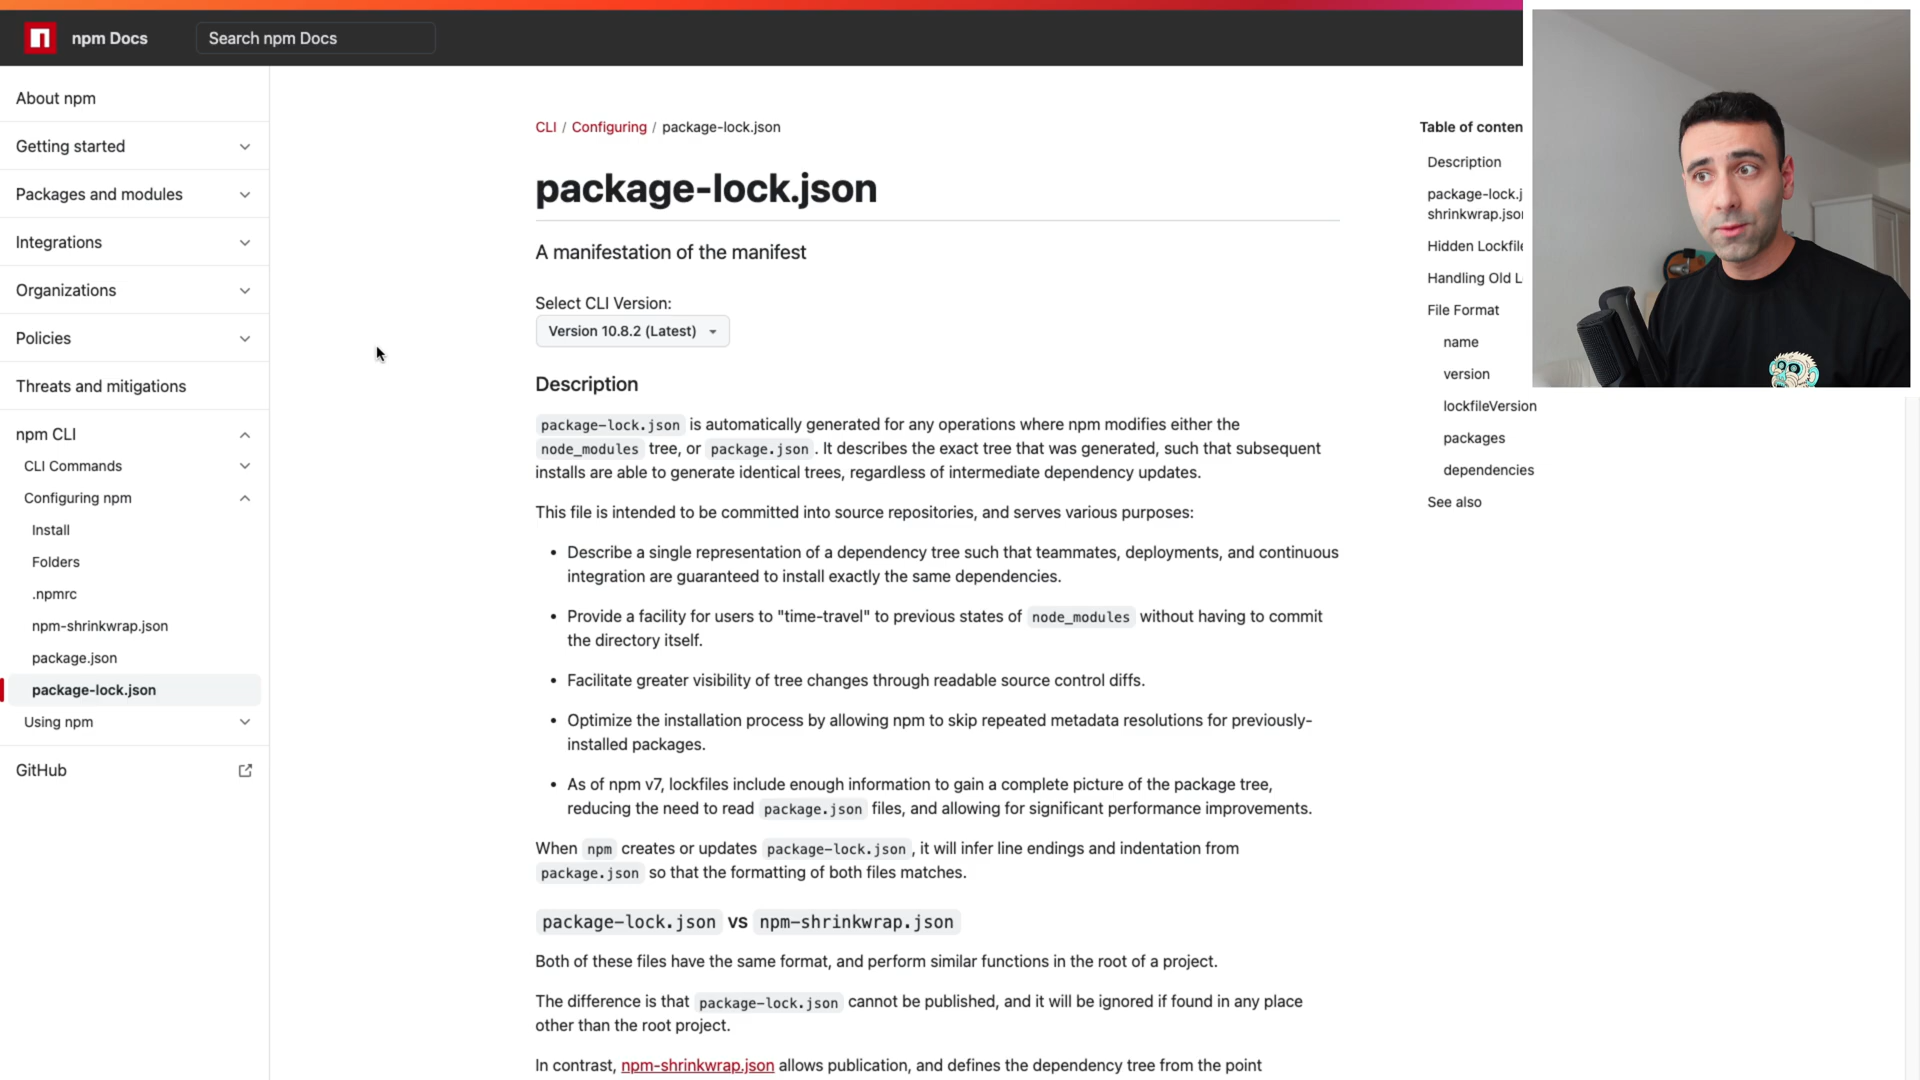 npm Docs
Search npm Docs
About npm
Getting started
Packages and modules
Integrations
Organizations
Policies
Threats and mitigations
npm CLI
CLI Commands
Configuring npm
Install
Folders
.npmrc
npm-shrinkwrap.json
package.json
package-lock.json
Using npm
GitHub
CLI / Configuring / package-lock.json
package-lock.json
A manifestation of the manifest
Select CLI Version:
Version 10.8.2 (Latest)
Description
package-lock.json is automatically generated for any operations where npm modifies either the
node_modules tree, or package.json. It describes the exact tree that was generated, such that subsequent
installs are able to generate identical trees, regardless of intermediate dependency updates.
This file is intended to be committed into source repositories, and serves various purposes:
• Describe a single representation of a dependency tree such that teammates, deployments, and continuous
integration are guaranteed to install exactly the same dependencies.
• Provide a facility for users to "time-travel" to previous states of node_modules without having to commit
the directory itself.
• Facilitate greater visibility of tree changes through readable source control diffs.
• Optimize the installation process by allowing npm to skip repeated metadata resolutions for previously-
installed packages.
• As of npm v7, lockfiles include enough information to gain a complete picture of the package tree,
reducing the need to read package.json files, and allowing for significant performance improvements.
When npm creates or updates package-lock.json, it will infer line endings and indentation from
package.json so that the formatting of both files matches.
package-lock.json vs npm-shrinkwrap.json
Both of these files have the same format, and perform similar functions in the root of a project.
The difference is that package-lock.json cannot be published, and it will be ignored if found in any place
other than the root project.
In contrast, npm-shrinkwrap.json allows publication, and defines the dependency tree from the point
Table of conten
Description
package-lock.j
shrinkwrap.jso
Hidden Lockfile
Handling Old L
File Format
name
version
lockfileVersion
packages
dependencies
See also